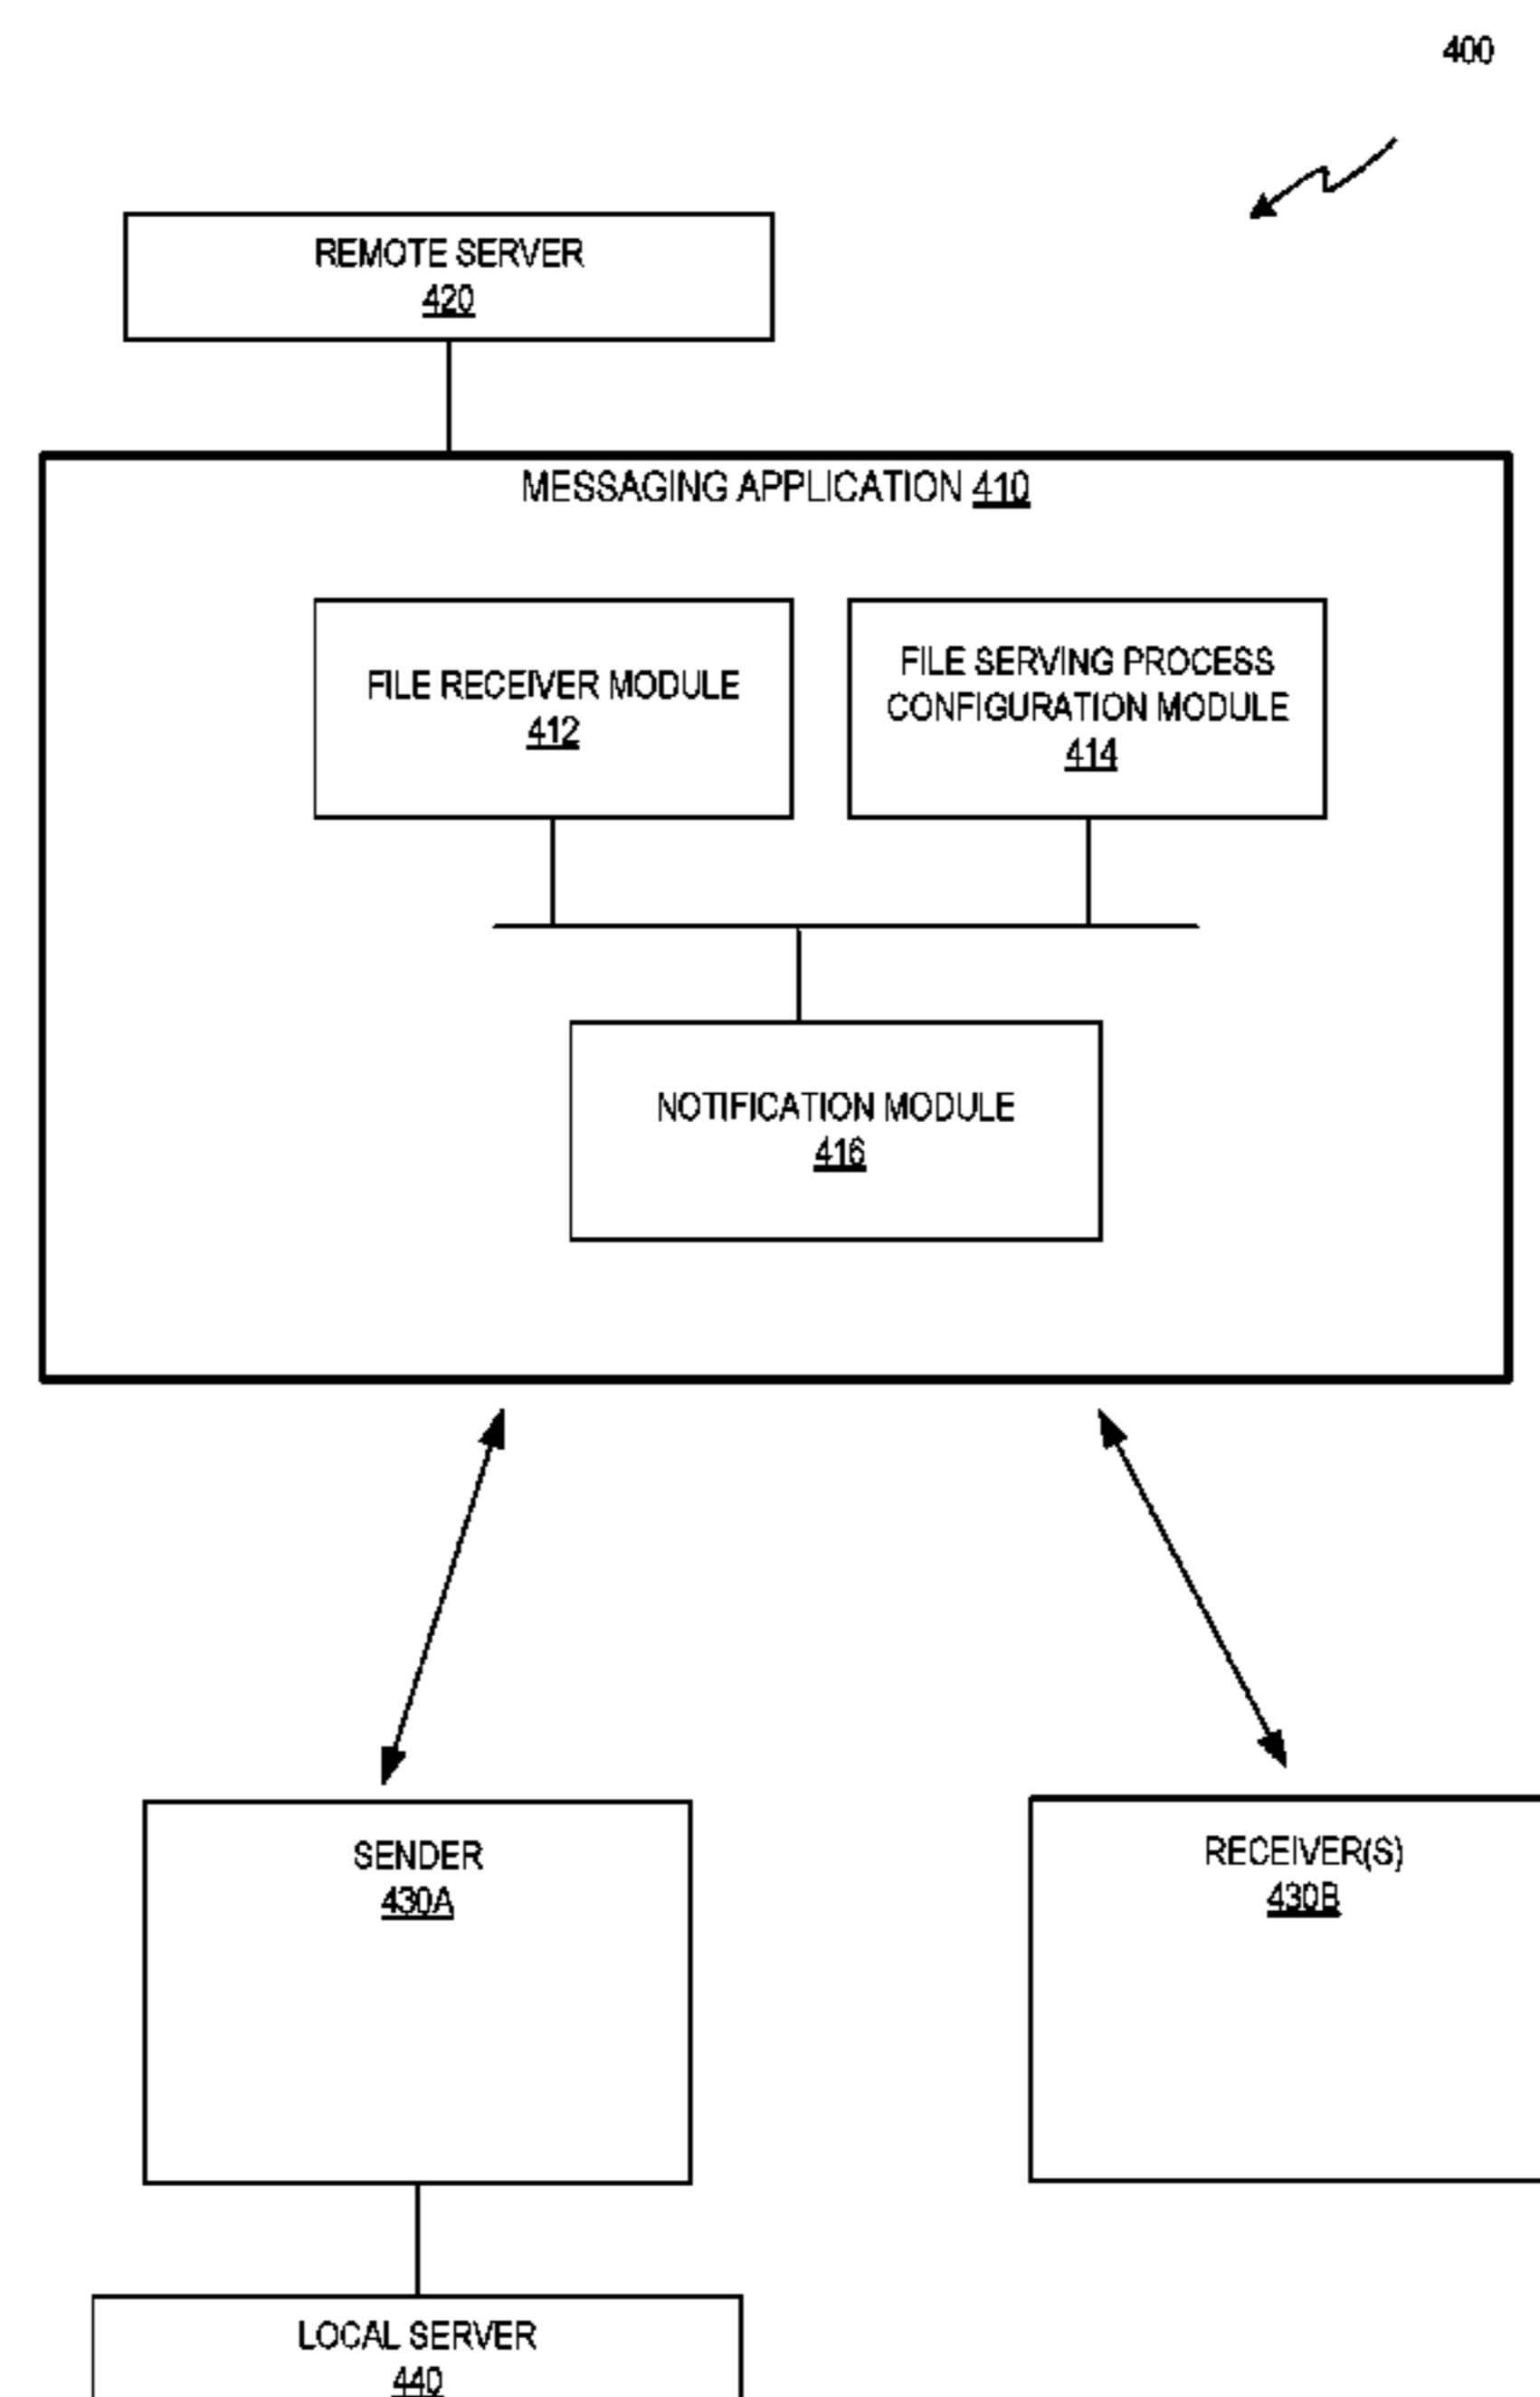 400
REMOTE SERVER
420
MESSAGING APPLICATION 410
FILE RECEIVER MODULE
412
FILE SERVING PROCESS
CONFIGURATION MODULE
414
NOTIFICATION MODULE
416
SENDER
430A
RECEIVER(S)
430B
LOCAL SERVER
440